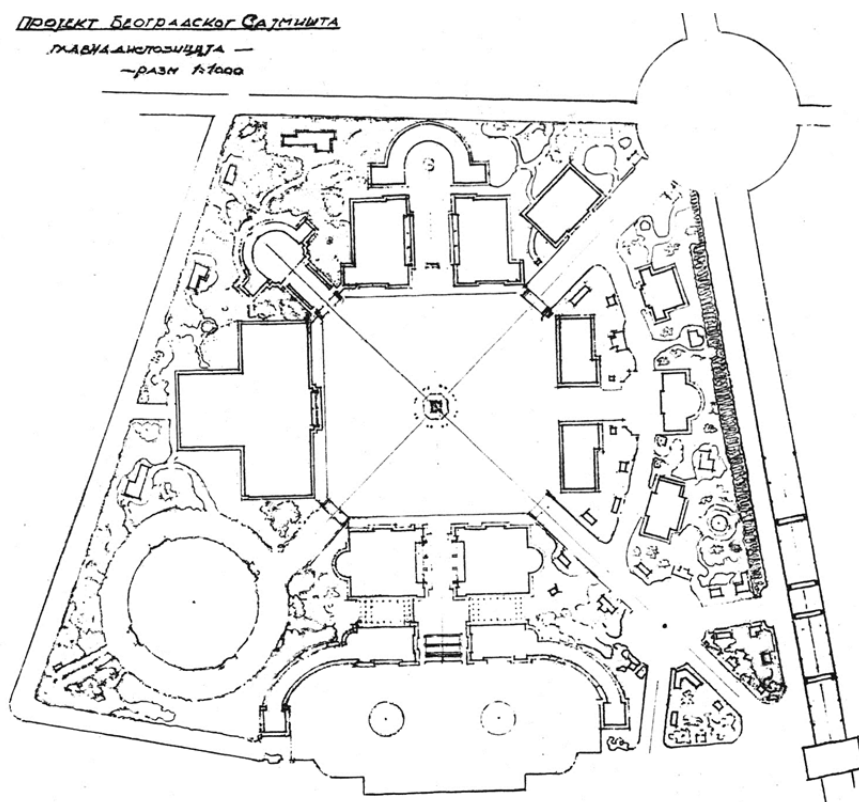 ПРОЈЕКТ БЕОГРАДСКОГ САЈМИШТА
ГЛАВНА ДИСПОЗИЦИЈА —
— РАЗМ 1:1000